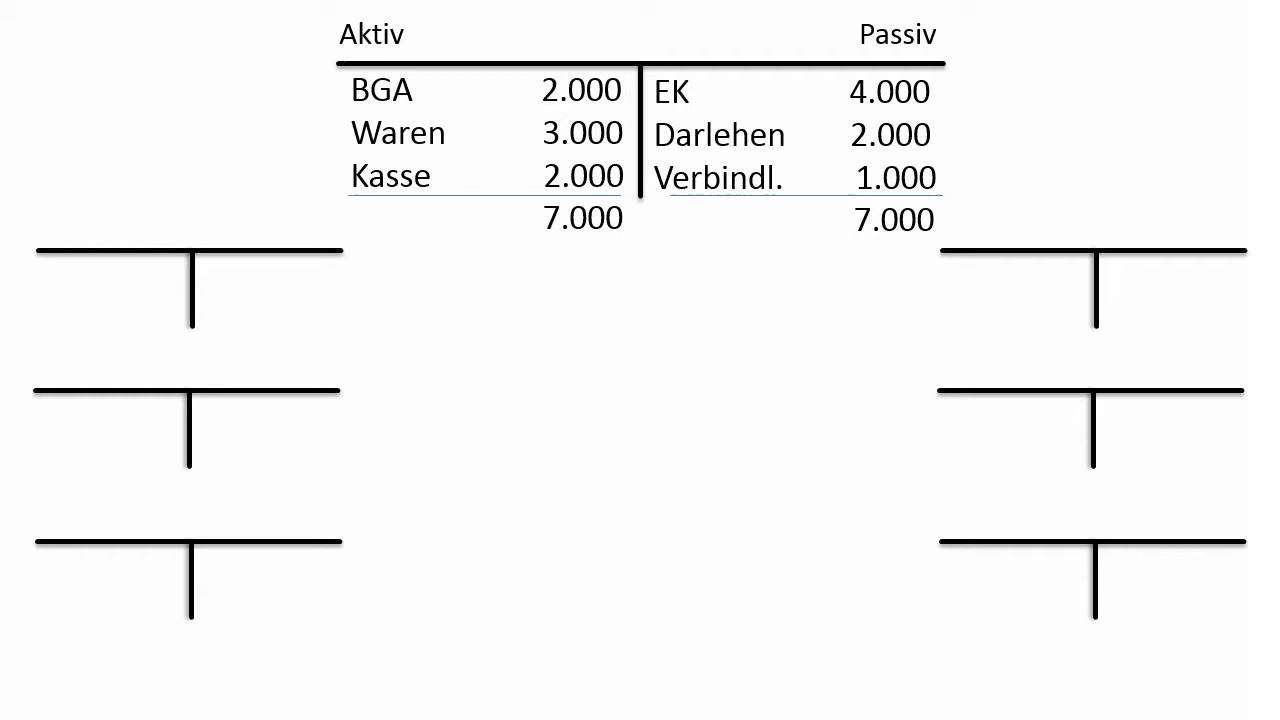 Aktiv Passiv
BGA 2.000 EK 4.000
Waren 3.000 Darlehen 2.000
Kasse 2.000 Verbindl. 1.000
7.000 7.000